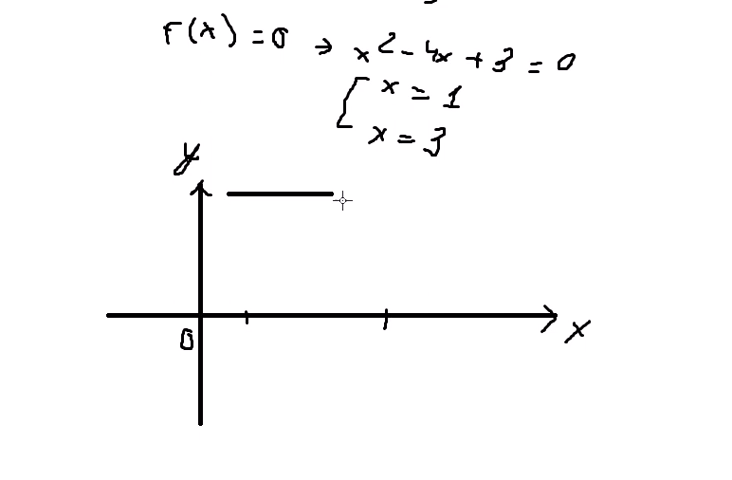 F(x) = 0 → x² - 4x + 3 = 0
[ x = 1
x = 3
y
0
x